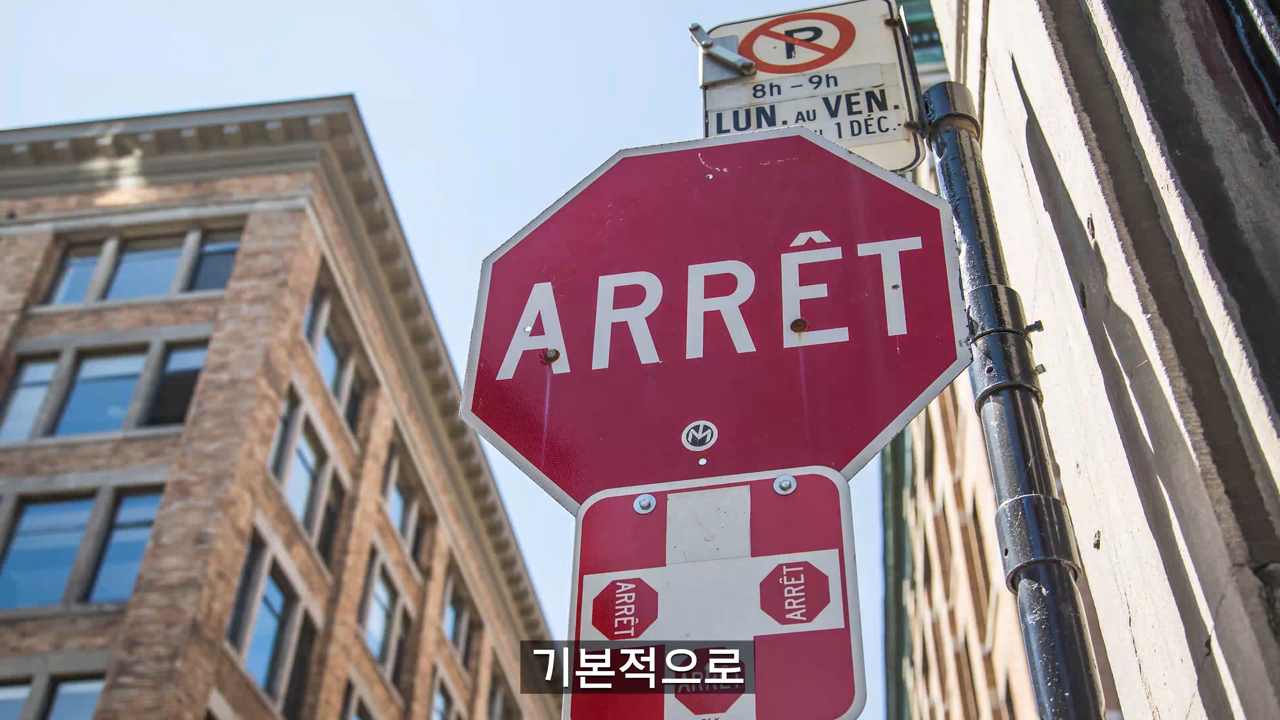 P
8h - 9h
LUN. AU VEN.
1 DÉC.
ARRÊT
ARRÊT
ARRÊT
ARRÊT
기본적으로